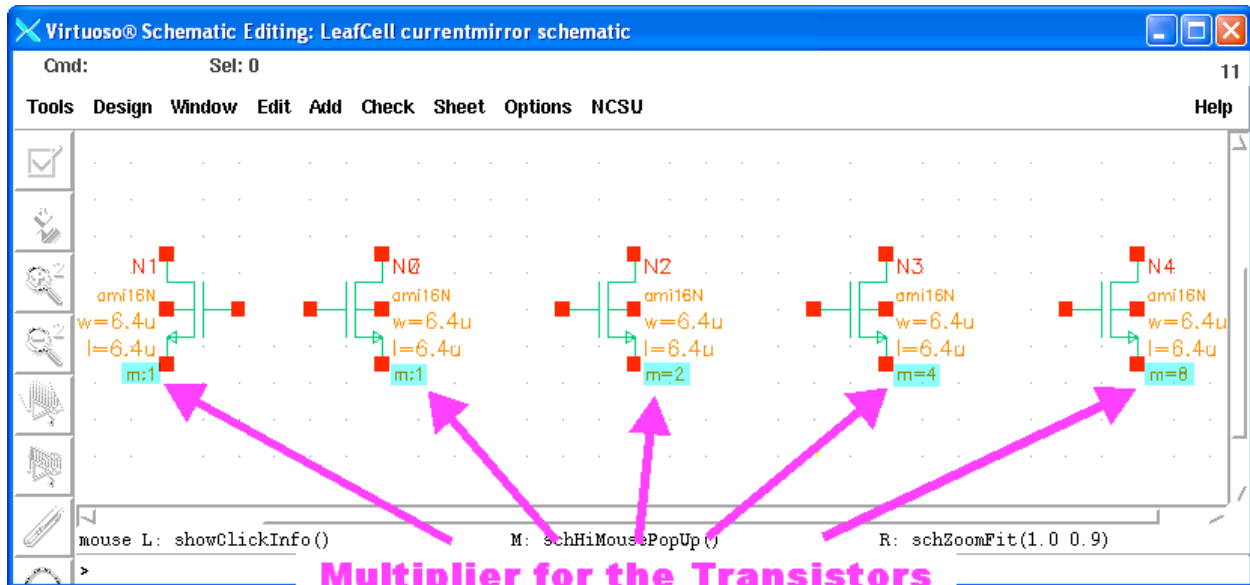 Virtuoso® Schematic Editing: LeafCell currentmirror schematic
Cmd: Sel: 0 11
Tools Design Window Edit Add Check Sheet Options NCSU Help
N1 N0 N2 N3 N4
ami16N ami16N ami16N ami16N ami16N
w=6.4u w=6.4u w=6.4u w=6.4u w=6.4u
l=6.4u l=6.4u l=6.4u l=6.4u l=6.4u
m:1 m:1 m=2 m=4 m=8
mouse L: showClickInfo() M: schHiMousePopUp() R: schZoomFit(1.0 0.9)
>
Multiplier for the Transistors